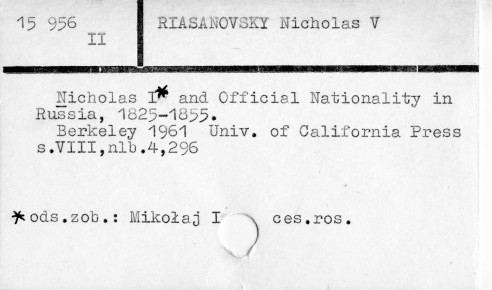 15 956
II
RIASANOVSKY Nicholas V
Nicholas I* and Official Nationality in
Russia, 1825-1855.
Berkeley 1961 Univ. of California Press
s.VIII,nlb.4,296
* ods.zob.: Mikołaj I ces.ros.